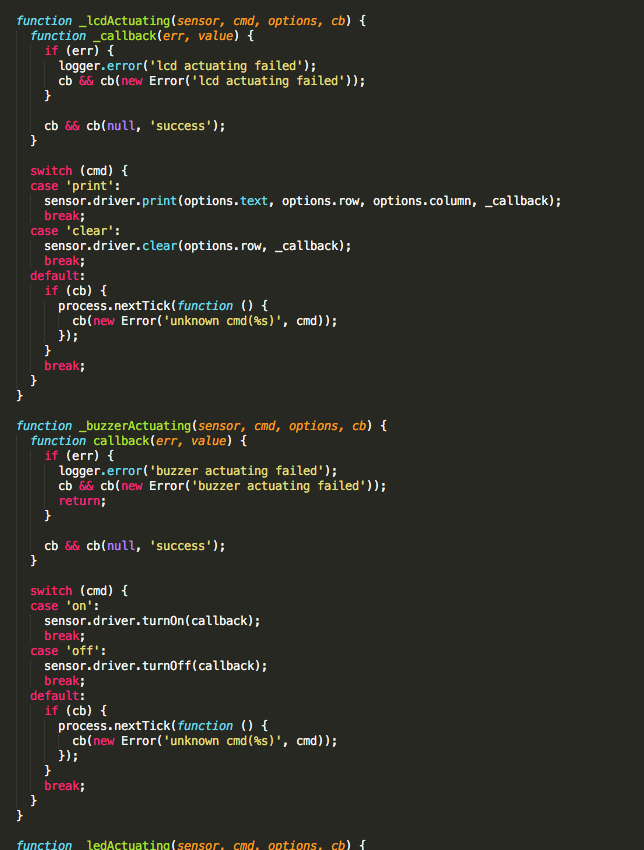 function _lcdActuating(sensor, cmd, options, cb) {
  function _callback(err, value) {
    if (err) {
      logger.error('lcd actuating failed');
      cb && cb(new Error('lcd actuating failed'));
    }

    cb && cb(null, 'success');
  }

  switch (cmd) {
  case 'print':
    sensor.driver.print(options.text, options.row, options.column, _callback);
    break;
  case 'clear':
    sensor.driver.clear(options.row, _callback);
    break;
  default:
    if (cb) {
      process.nextTick(function () {
        cb(new Error('unknown cmd(%s)', cmd));
      });
    }
    break;
  }
}

function _buzzerActuating(sensor, cmd, options, cb) {
  function callback(err, value) {
    if (err) {
      logger.error('buzzer actuating failed');
      cb && cb(new Error('buzzer actuating failed'));
      return;
    }

    cb && cb(null, 'success');
  }

  switch (cmd) {
  case 'on':
    sensor.driver.turnOn(callback);
    break;
  case 'off':
    sensor.driver.turnOff(callback);
    break;
  default:
    if (cb) {
      process.nextTick(function () {
        cb(new Error('unknown cmd(%s)', cmd));
      });
    }
    break;
  }
}

function _ledActuating(sensor, cmd, options, cb) {